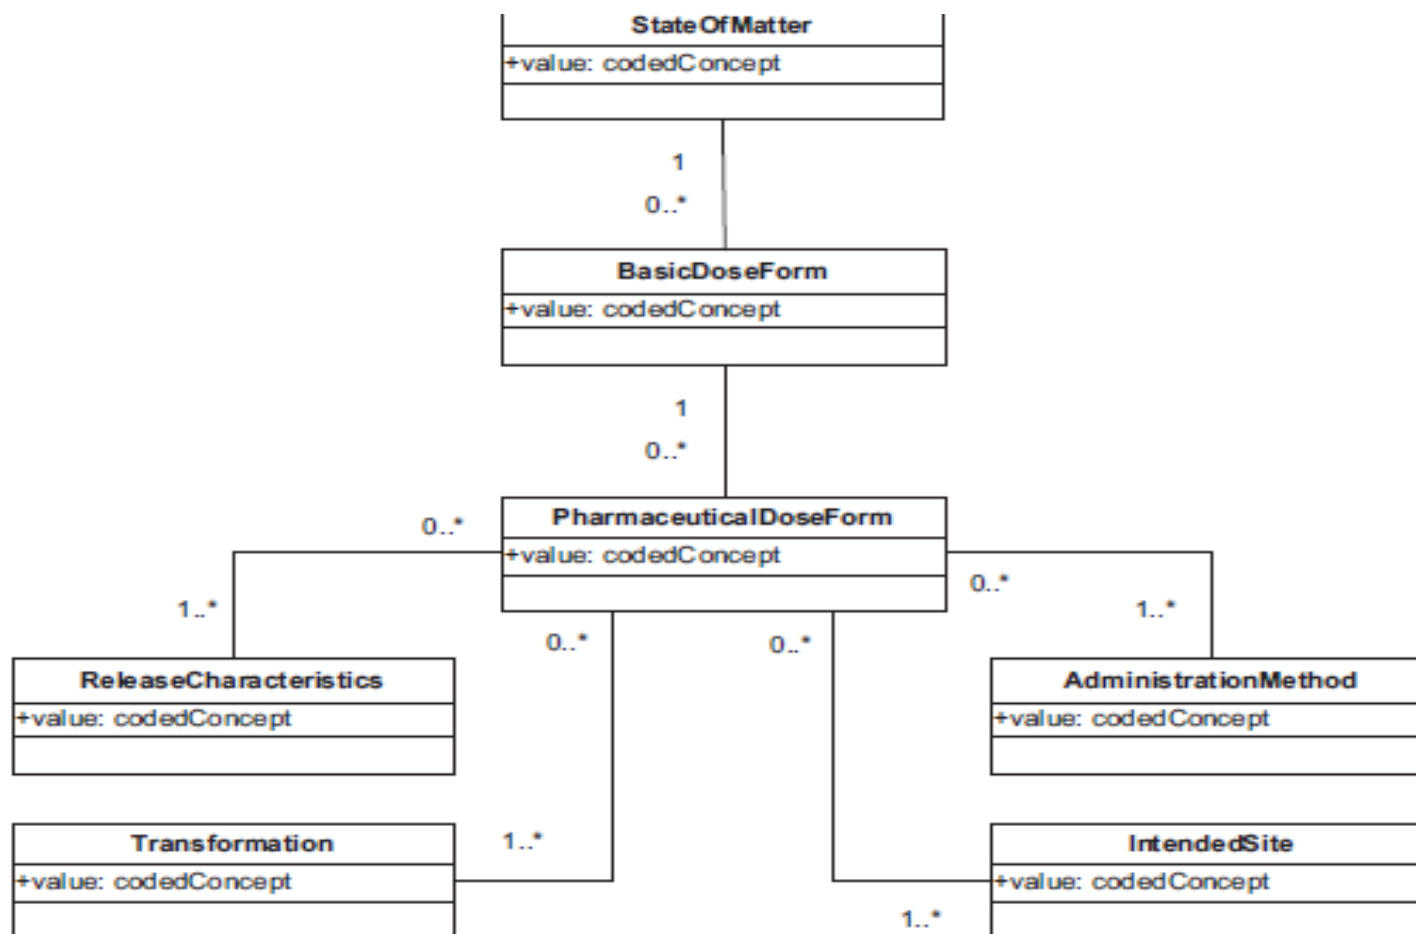 StateOfMatter
+value: codedConcept
1
0..*
BasicDoseForm
+value: codedConcept
1
0..*
PharmaceuticalDoseForm
+value: codedConcept
0..*
0..*
1..*
1..*
0..*
0..*
ReleaseCharacteristics
+value: codedConcept
AdministrationMethod
+value: codedConcept
Transformation
+value: codedConcept
1..*
IntendedSite
+value: codedConcept
1..*